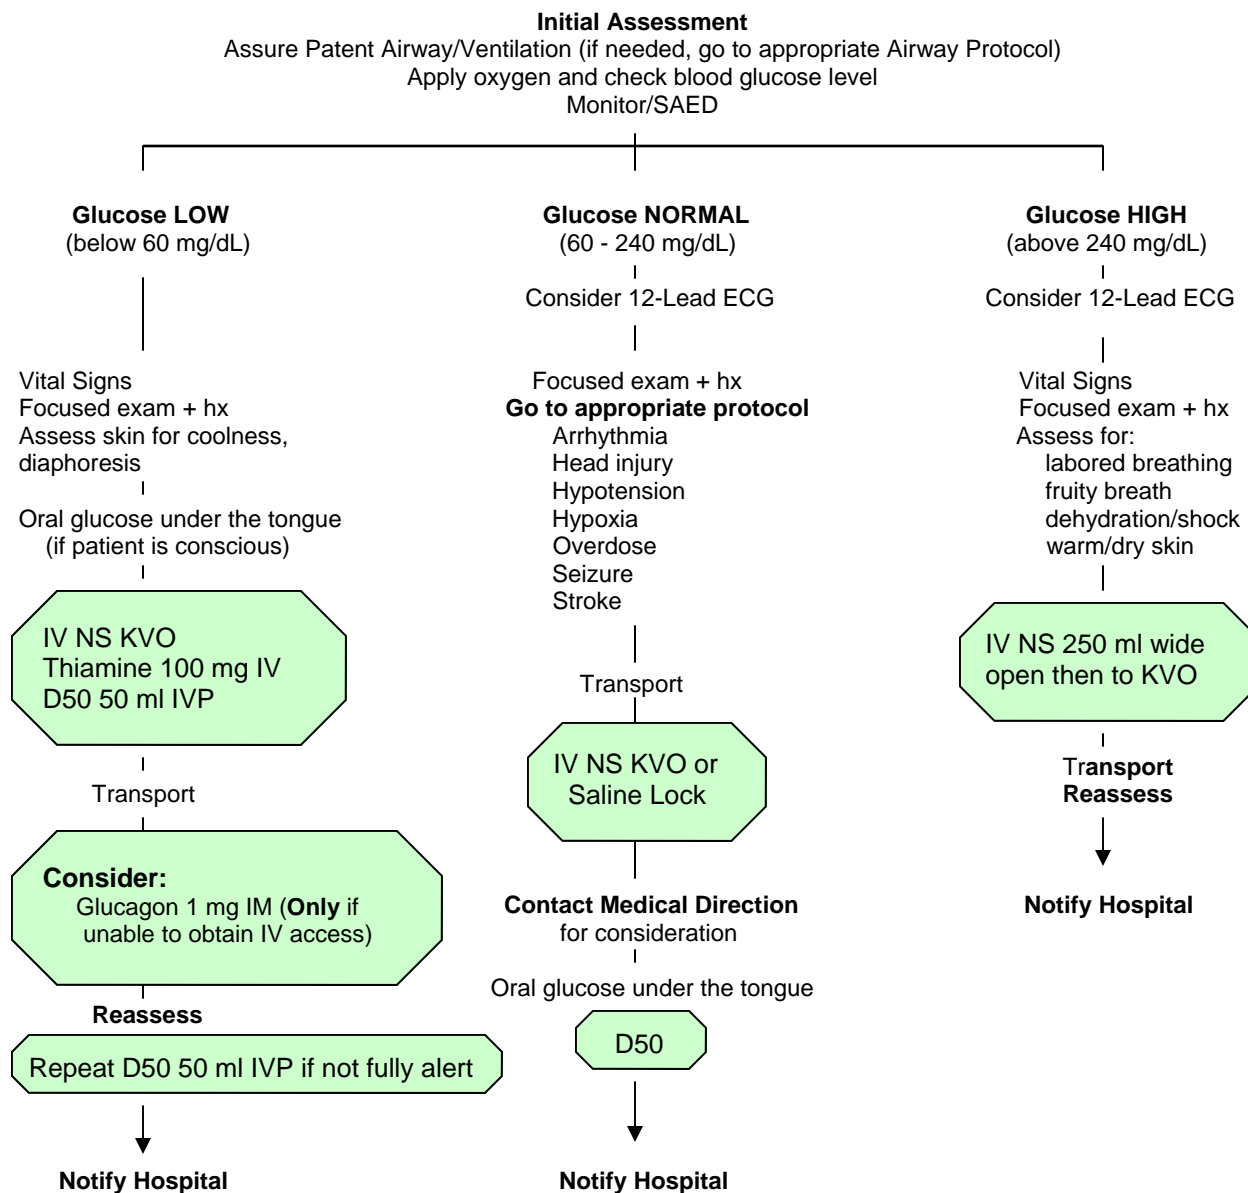 Initial Assessment
Assure Patent Airway/Ventilation (if needed, go to appropriate Airway Protocol)
Apply oxygen and check blood glucose level
Monitor/SAED
Glucose LOW
(below 60 mg/dL)
Vital Signs
Focused exam + hx
Assess skin for coolness,
diaphoresis
Oral glucose under the tongue
(if patient is conscious)
IV NS KVO
Thiamine 100 mg IV
D50 50 ml IVP
Transport
Consider:
Glucagon 1 mg IM (Only if
unable to obtain IV access)
Reassess
Repeat D50 50 ml IVP if not fully alert
Notify Hospital
Glucose NORMAL
(60 - 240 mg/dL)
Consider 12-Lead ECG
Focused exam + hx
Go to appropriate protocol
Arrhythmia
Head injury
Hypotension
Hypoxia
Overdose
Seizure
Stroke
Transport
IV NS KVO or
Saline Lock
Contact Medical Direction
for consideration
Oral glucose under the tongue
D50
Notify Hospital
Glucose HIGH
(above 240 mg/dL)
Consider 12-Lead ECG
Vital Signs
Focused exam + hx
Assess for:
labored breathing
fruity breath
dehydration/shock
warm/dry skin
IV NS 250 ml wide
open then to KVO
Transport
Reassess
Notify Hospital